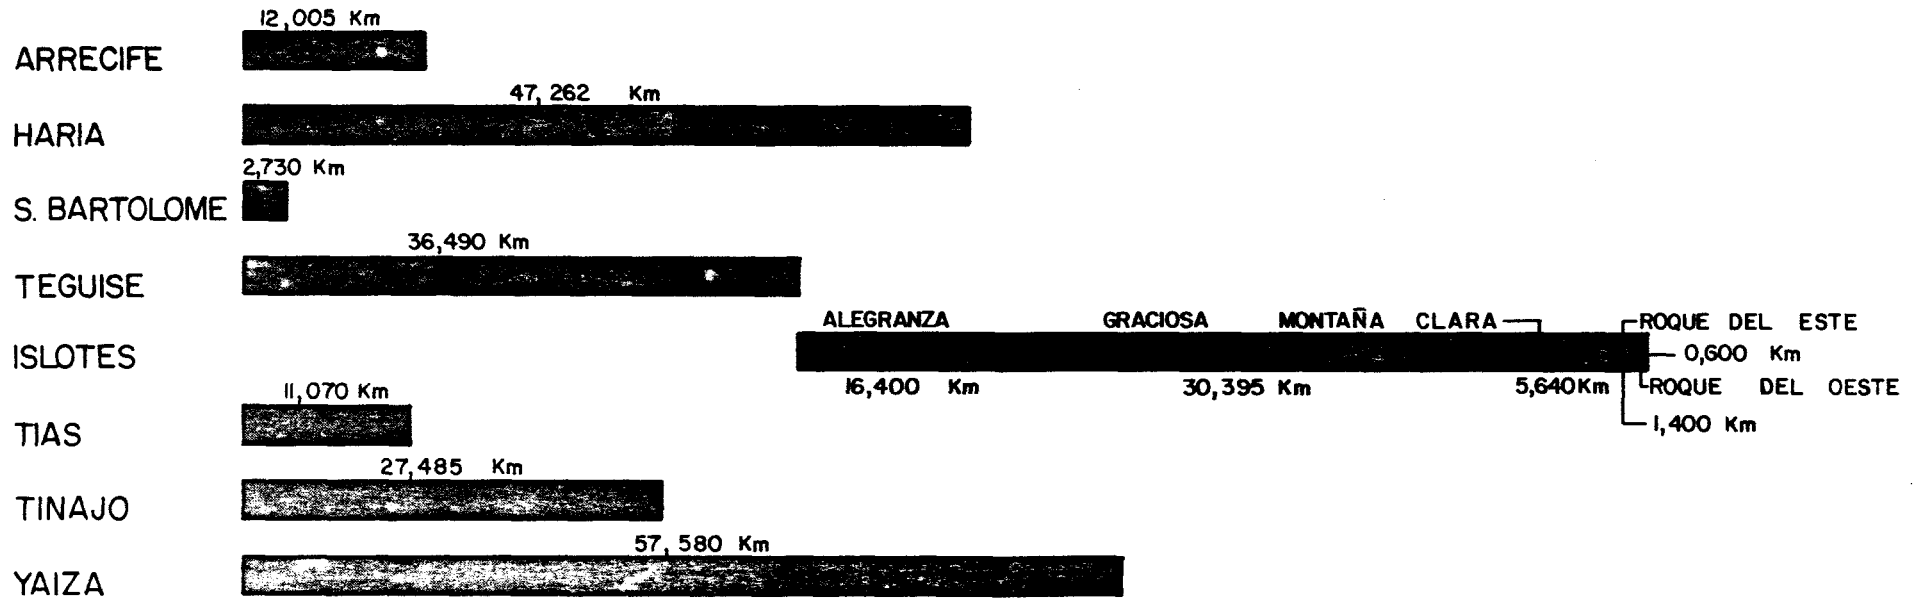 12,005 Km
ARRECIFE
47,262 Km
HARIA
2,730 Km
S. BARTOLOME
36,490 Km
TEGUISE
ALEGRANZA GRACIOSA MONTAÑA CLARA ROQUE DEL ESTE
ISLOTES 0,600 Km
16,400 Km 30,395 Km 5,640Km ROQUE DEL OESTE
1,400 Km
11,070 Km
TIAS
27,485 Km
TINAJO
57,580 Km
YAIZA